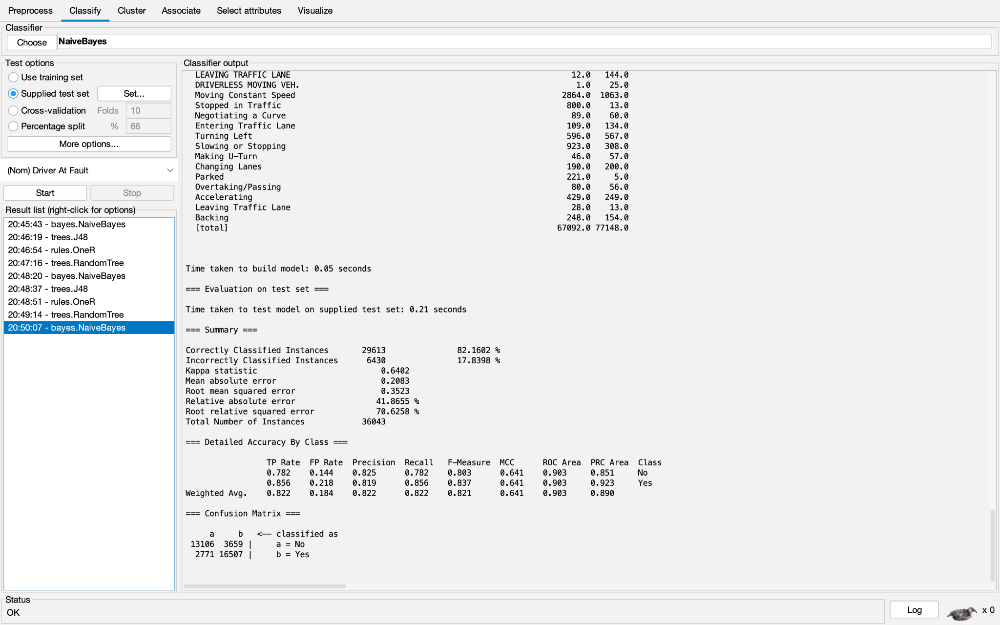 Preprocess Classify Cluster Associate Select attributes Visualize
Classifier
Choose NaiveBayes
Test options
Use training set
Supplied test set Set...
Cross-validation Folds 10
Percentage split % 66
More options...
(Nom) Driver At Fault
Start Stop
Result list (right-click for options)
20:45:43 - bayes.NaiveBayes
20:46:19 - trees.J48
20:46:54 - rules.OneR
20:47:16 - trees.RandomTree
20:48:20 - bayes.NaiveBayes
20:48:37 - trees.J48
20:48:51 - rules.OneR
20:49:14 - trees.RandomTree
20:50:07 - bayes.NaiveBayes
Classifier output
LEAVING TRAFFIC LANE 12.0 144.0
DRIVERLESS MOVING VEH. 1.0 25.0
Moving Constant Speed 2864.0 1063.0
Stopped in Traffic 800.0 13.0
Negotiating a Curve 89.0 60.0
Entering Traffic Lane 109.0 134.0
Turning Left 596.0 567.0
Slowing or Stopping 923.0 308.0
Making U-Turn 46.0 57.0
Changing Lanes 190.0 200.0
Parked 221.0 5.0
Overtaking/Passing 80.0 56.0
Accelerating 429.0 249.0
Leaving Traffic Lane 28.0 13.0
Backing 248.0 154.0
[total] 67092.0 77148.0
Time taken to build model: 0.05 seconds
=== Evaluation on test set ===
Time taken to test model on supplied test set: 0.21 seconds
=== Summary ===
Correctly Classified Instances 29613 82.1602 %
Incorrectly Classified Instances 6430 17.8398 %
Kappa statistic 0.6402
Mean absolute error 0.2083
Root mean squared error 0.3523
Relative absolute error 41.8655 %
Root relative squared error 70.6258 %
Total Number of Instances 36043
=== Detailed Accuracy By Class ===
TP Rate FP Rate Precision Recall F-Measure MCC ROC Area PRC Area Class
0.782 0.144 0.825 0.782 0.803 0.641 0.903 0.851 No
0.856 0.218 0.819 0.856 0.837 0.641 0.903 0.923 Yes
Weighted Avg. 0.822 0.184 0.822 0.822 0.821 0.641 0.903 0.890
=== Confusion Matrix ===
a b <-- classified as
13106 3659 | a = No
2771 16507 | b = Yes
Status
OK
Log x 0